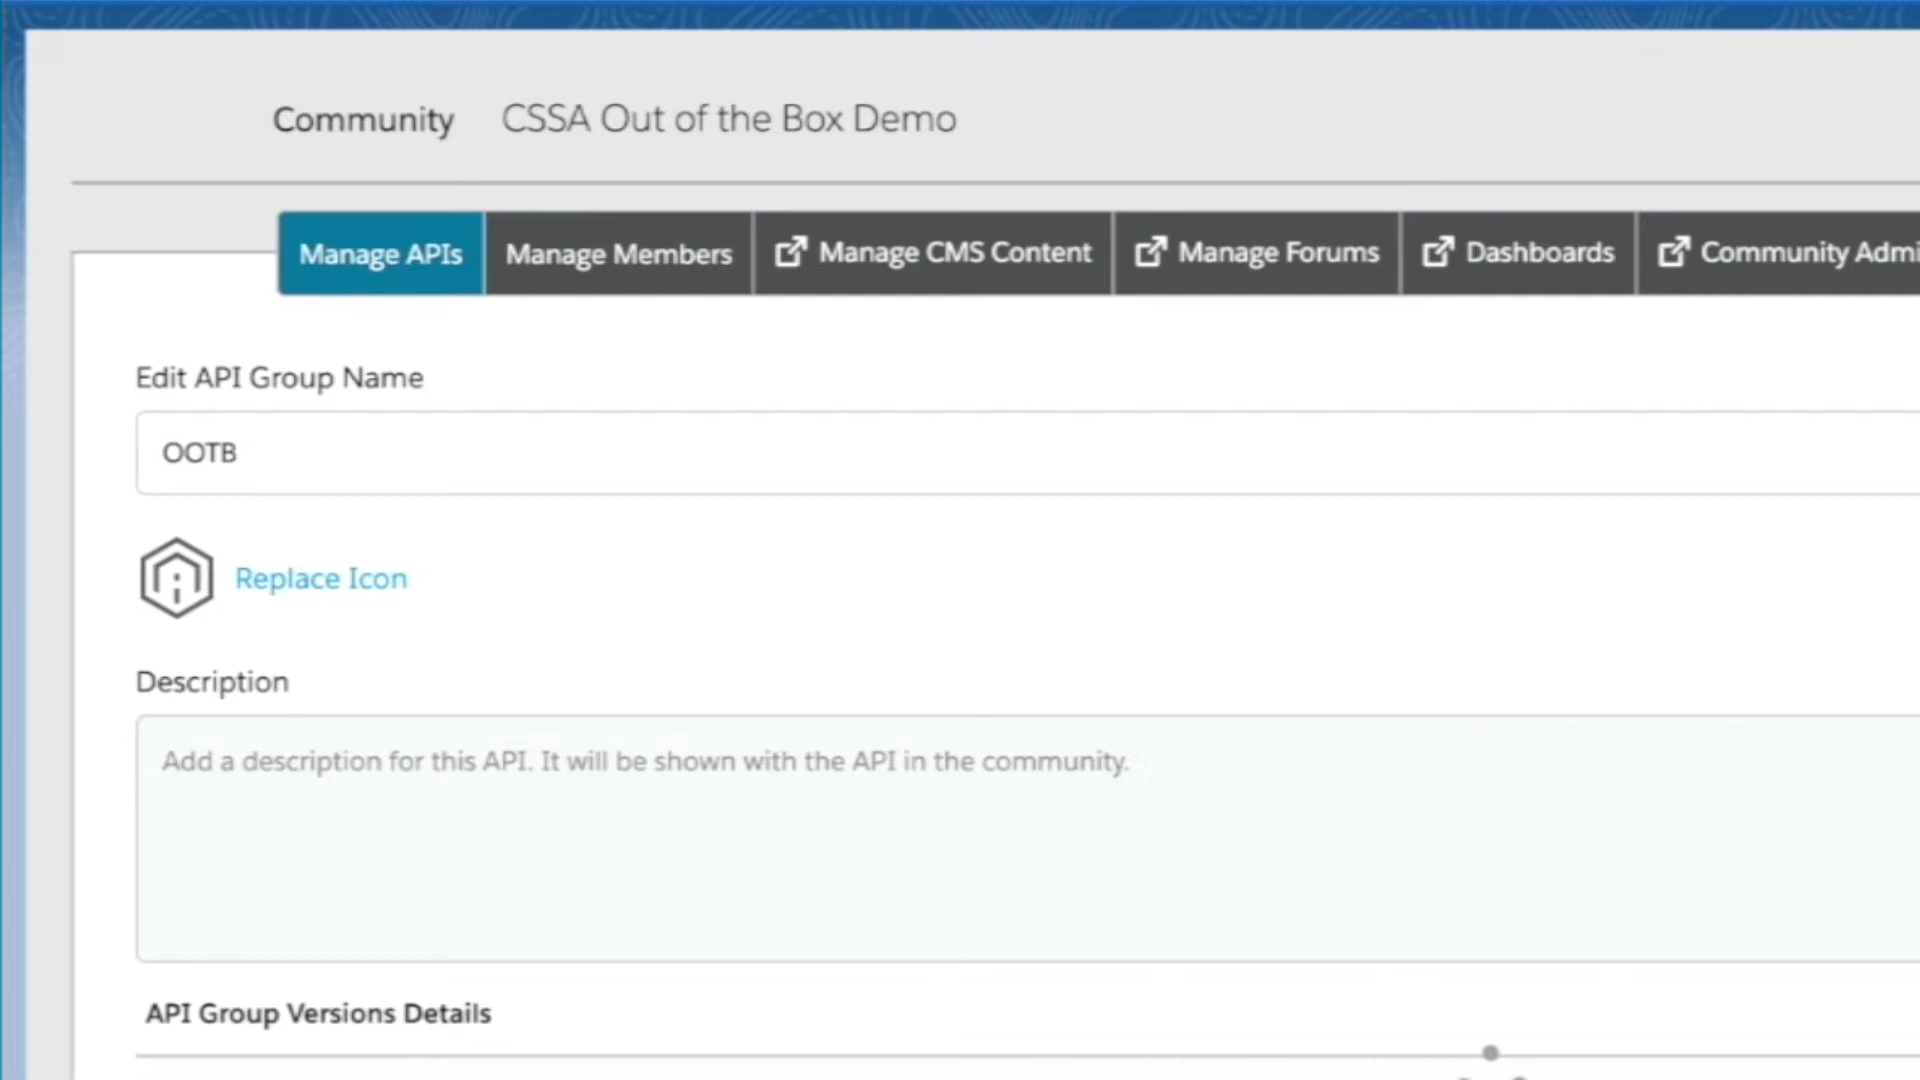 Community CSSA Out of the Box Demo
Manage APIs Manage Members Manage CMS Content Manage Forums Dashboards Community Admi
Edit API Group Name
OOTB
Replace Icon
Description
Add a description for this API. It will be shown with the API in the community.
API Group Versions Details